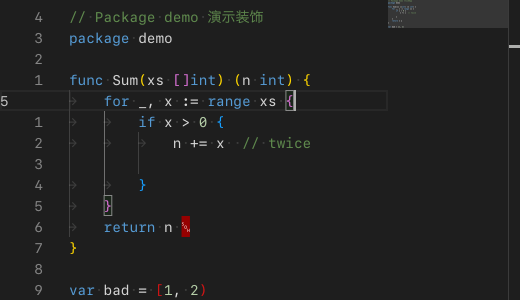 4 // Package demo 演示装饰
3 package demo
2
1 func Sum(xs []int) (n int) {
5 for _, x := range xs {
1 if x > 0 {
2 n += x // twice
3
4 }
5 }
6 return n
7 }
8
9 var bad = [1, 2)